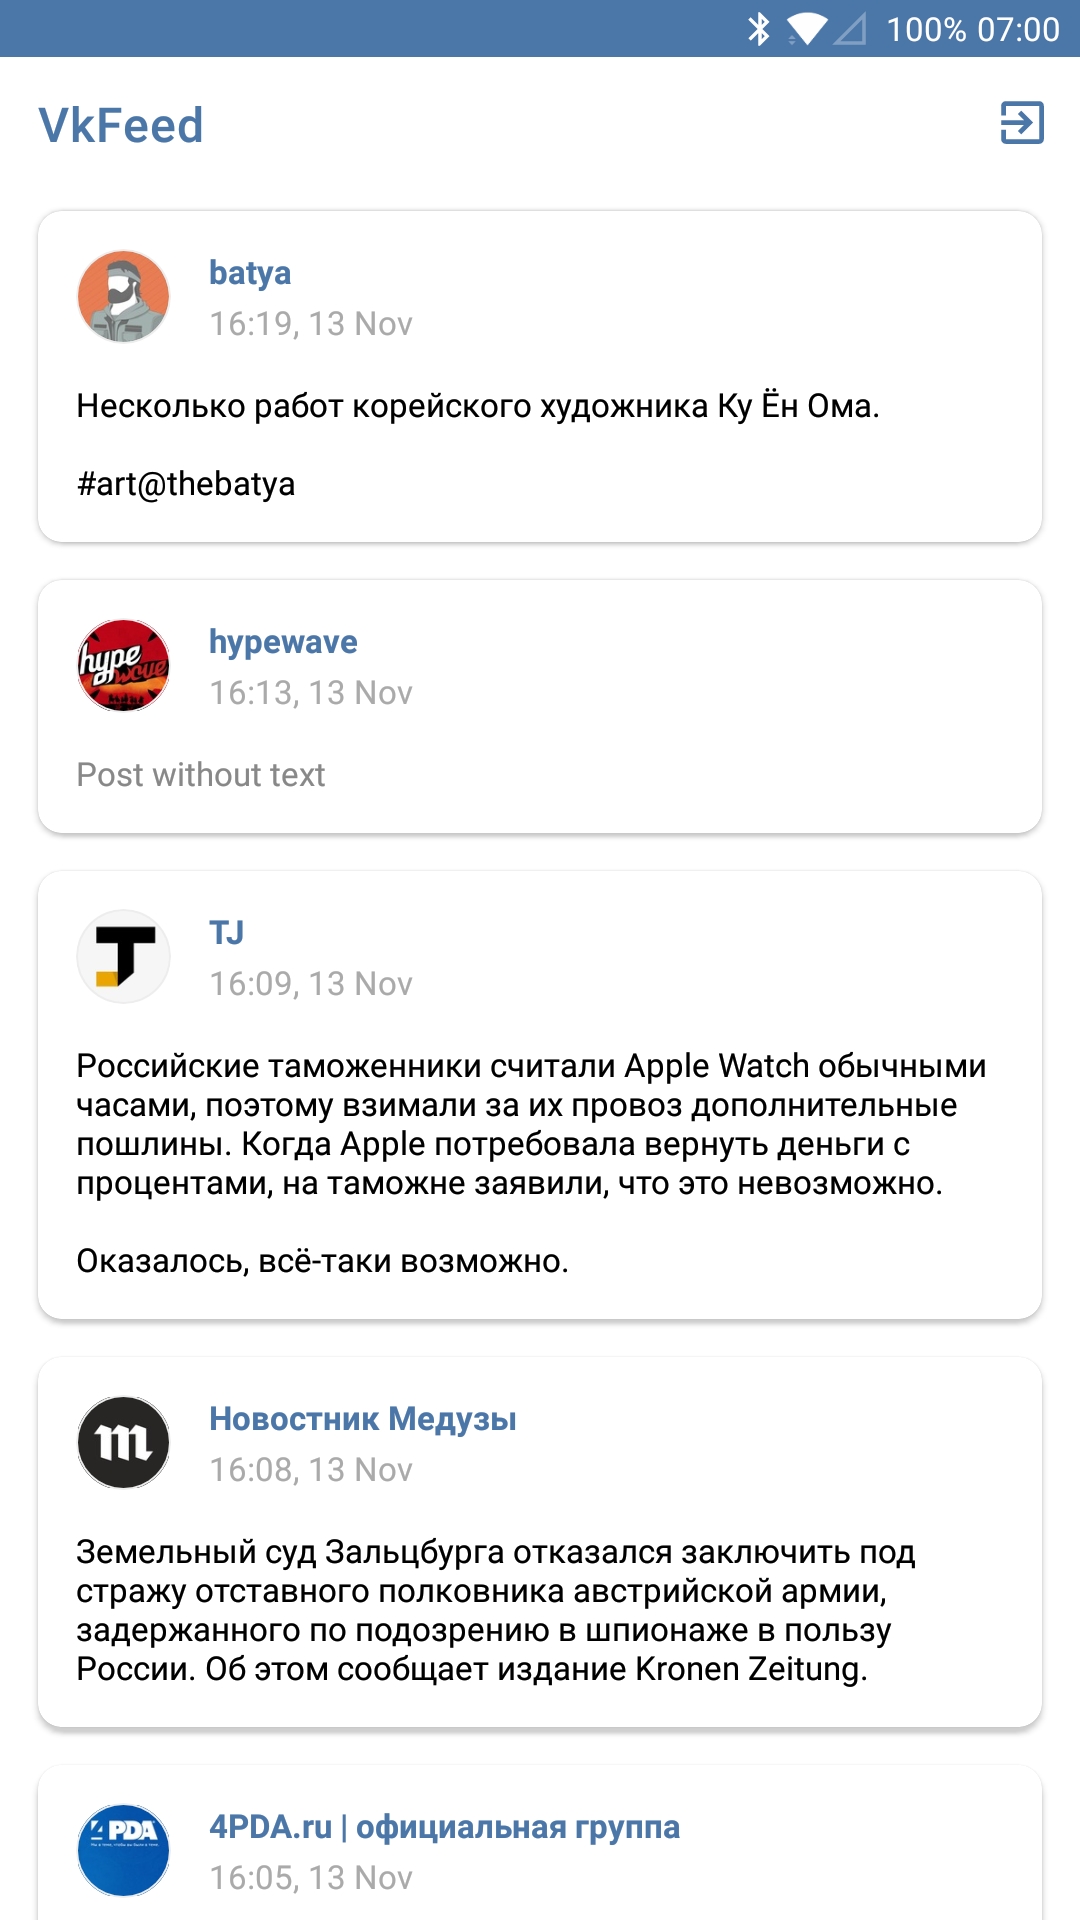 100% 07:00
VkFeed
batya
16:19, 13 Nov
Несколько работ корейского художника Ку Ён Ома.
#art@thebatya
hype
wave
hypewave
16:13, 13 Nov
Post without text
TJ
16:09, 13 Nov
Российские таможенники считали Apple Watch обычными
часами, поэтому взимали за их провоз дополнительные
пошлины. Когда Apple потребовала вернуть деньги с
процентами, на таможне заявили, что это невозможно.
Оказалось, всё-таки возможно.
m
Новостник Медузы
16:08, 13 Nov
Земельный суд Зальцбурга отказался заключить под
стражу отставного полковника австрийской армии,
задержанного по подозрению в шпионаже в пользу
России. Об этом сообщает издание Kronen Zeitung.
4PDA
4PDA.ru | официальная группа
16:05, 13 Nov